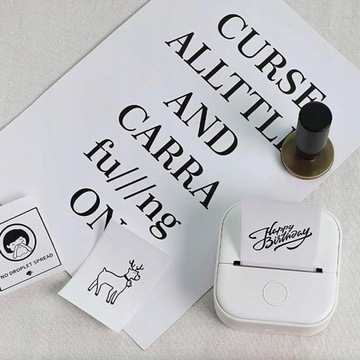 CURSE
ALLTTLE
AND
CARRA
fu///ng
ON
Happy
Birthday
NO DROPLET SPREAD